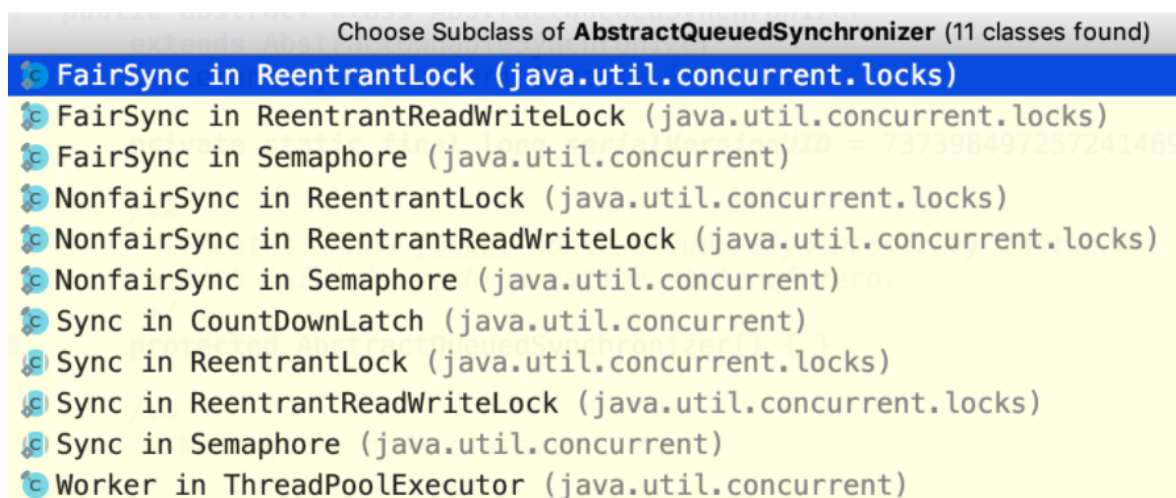 Choose Subclass of AbstractQueuedSynchronizer (11 classes found)
FairSync in ReentrantLock (java.util.concurrent.locks)
FairSync in ReentrantReadWriteLock (java.util.concurrent.locks)
FairSync in Semaphore (java.util.concurrent)
NonfairSync in ReentrantLock (java.util.concurrent.locks)
NonfairSync in ReentrantReadWriteLock (java.util.concurrent.locks)
NonfairSync in Semaphore (java.util.concurrent)
Sync in CountDownLatch (java.util.concurrent)
Sync in ReentrantLock (java.util.concurrent.locks)
Sync in ReentrantReadWriteLock (java.util.concurrent.locks)
Sync in Semaphore (java.util.concurrent)
Worker in ThreadPoolExecutor (java.util.concurrent)